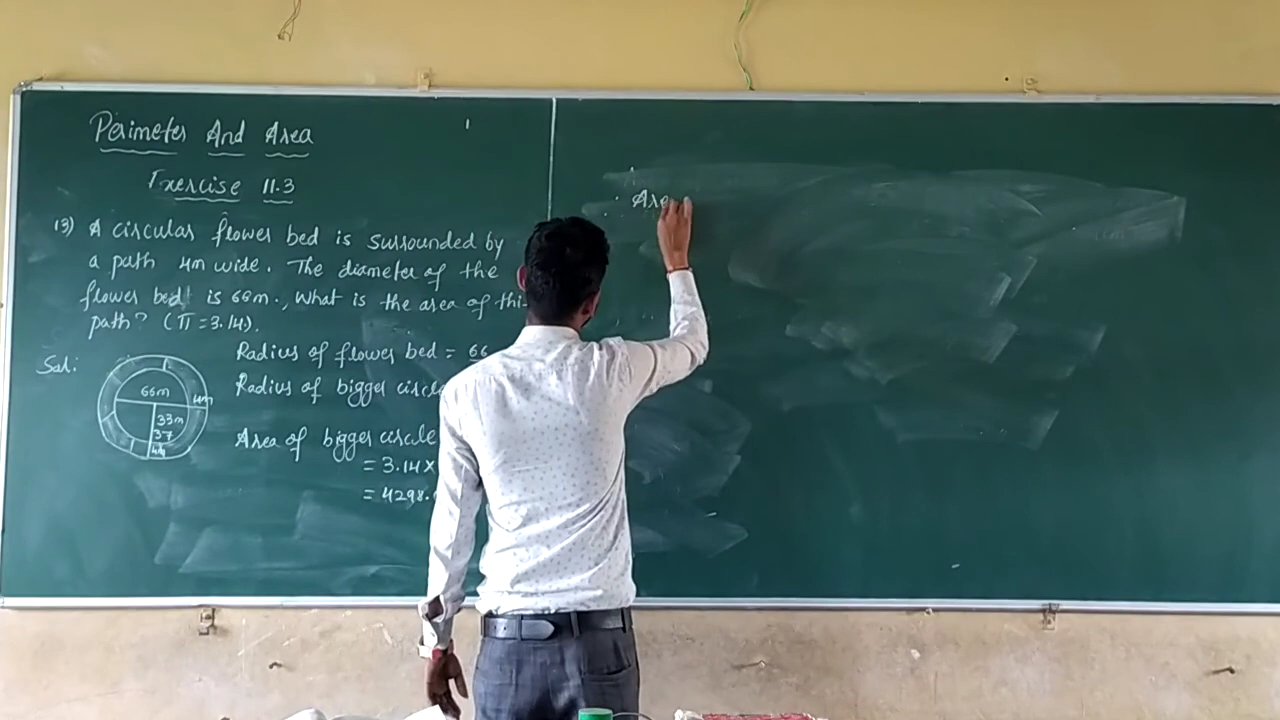 Perimeter And Area
Exercise 11.3
13) A circular flower bed is surrounded by
a path 4m wide. The diameter of the
flower bed is 66m., What is the area of thi
path? (π = 3.14).
Sol:
66m
4m
33m
37
4m
Radius of flower bed = 66
Radius of bigger circle
Area of bigger circle
= 3.14 ×
= 4298.
Are